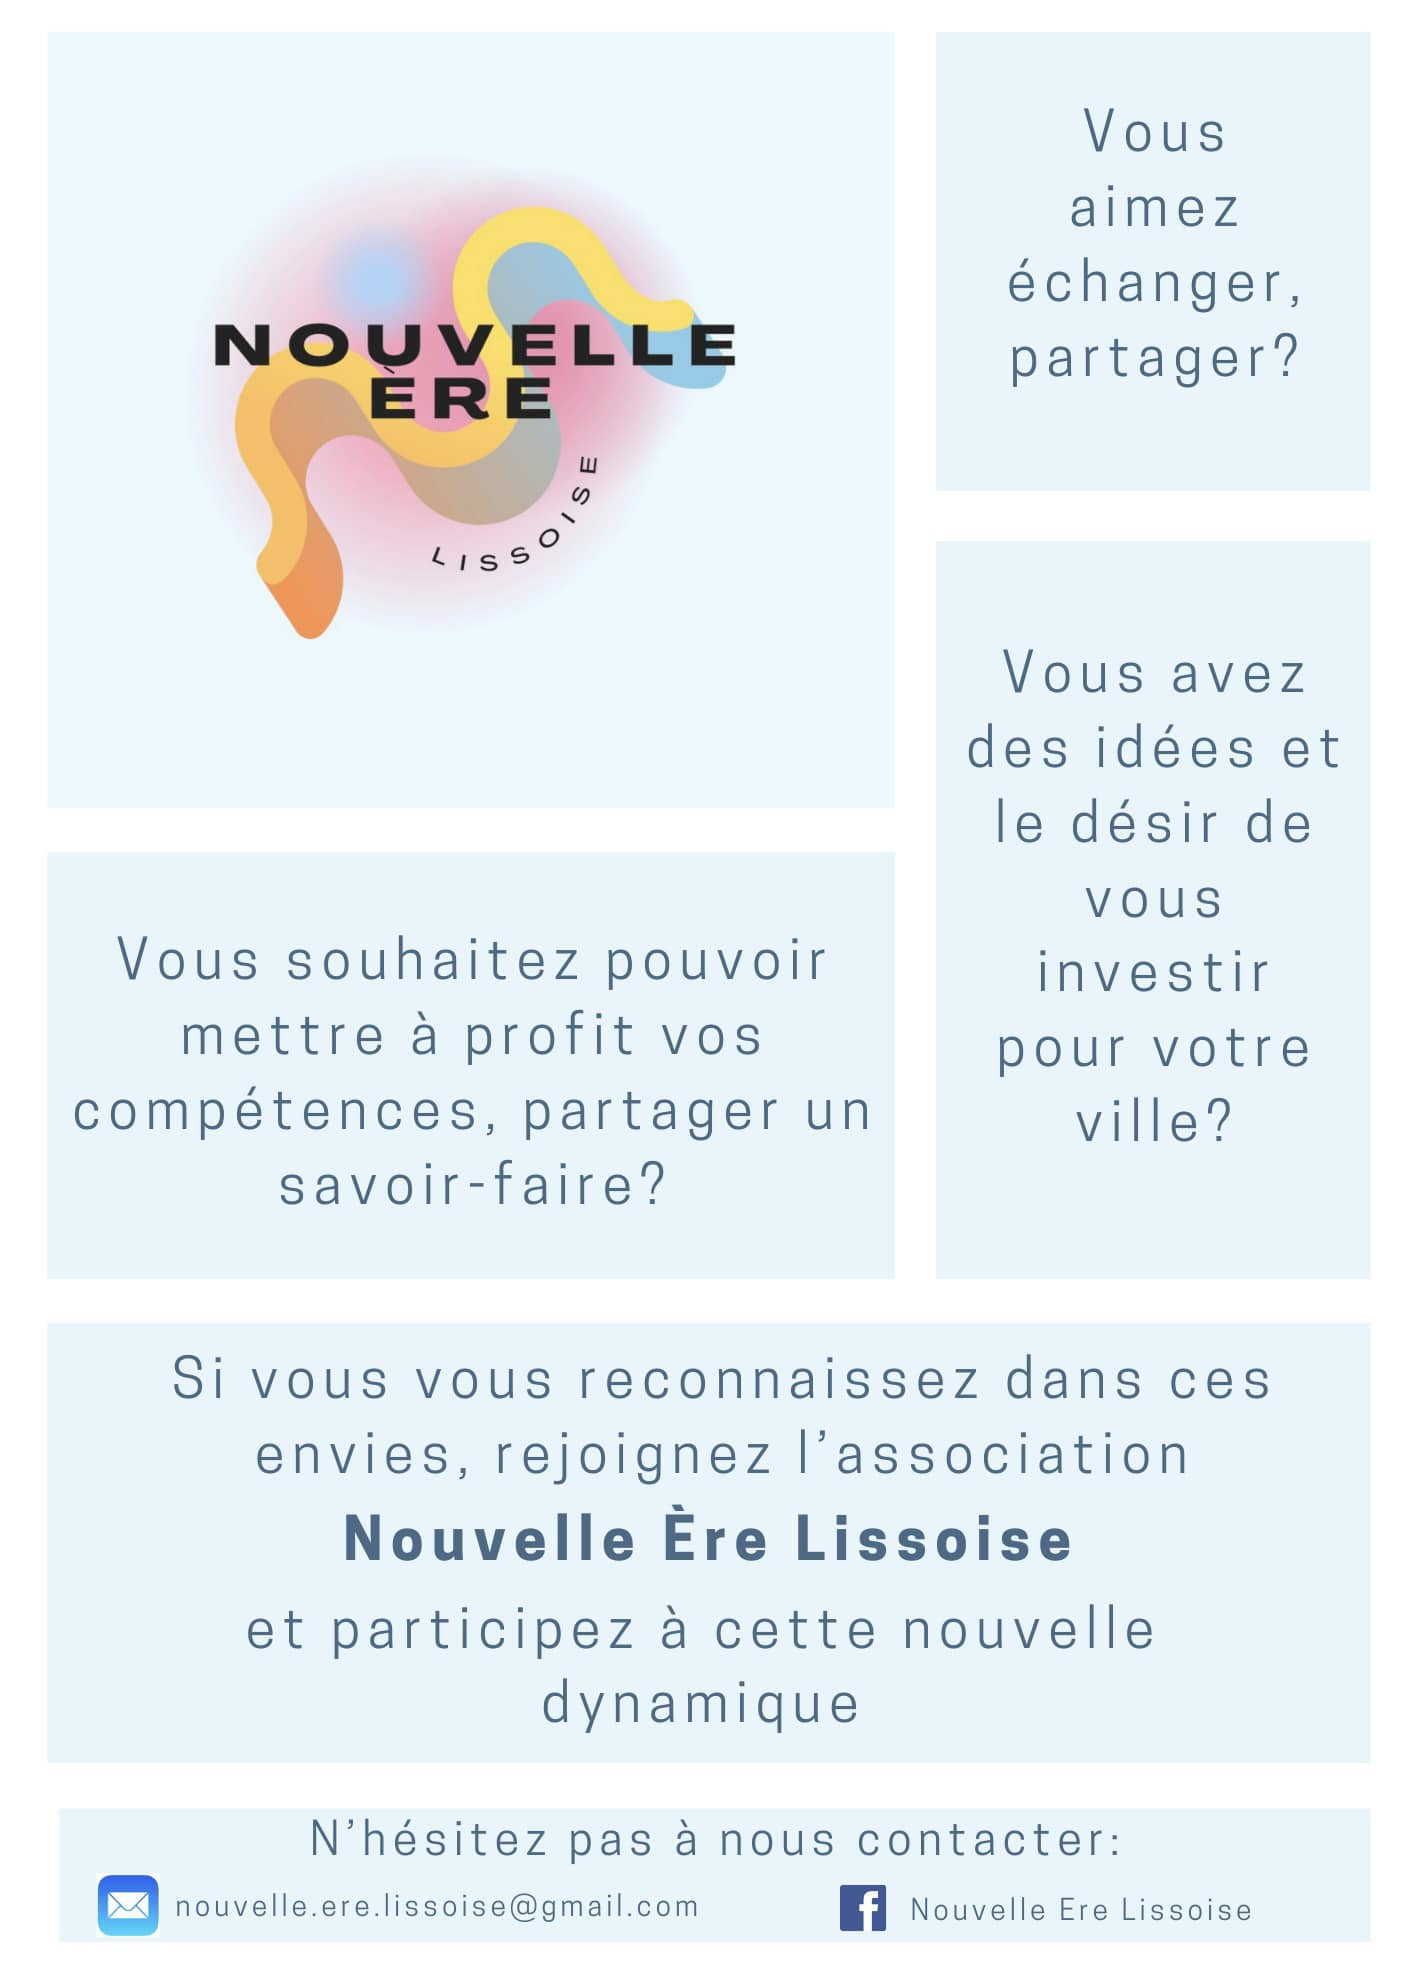 NOUVELLE
ÈRE
LISSOISE
Vous
aimez
échanger,
partager?
Vous avez
des idées et
le désir de
vous
investir
pour votre
ville?
Vous souhaitez pouvoir
mettre à profit vos
compétences, partager un
savoir-faire?
Si vous vous reconnaissez dans ces
envies, rejoignez l’association
Nouvelle Ère Lissoise
et participez à cette nouvelle
dynamique
N’hésitez pas à nous contacter:
nouvelle.ere.lissoise@gmail.com
Nouvelle Ere Lissoise